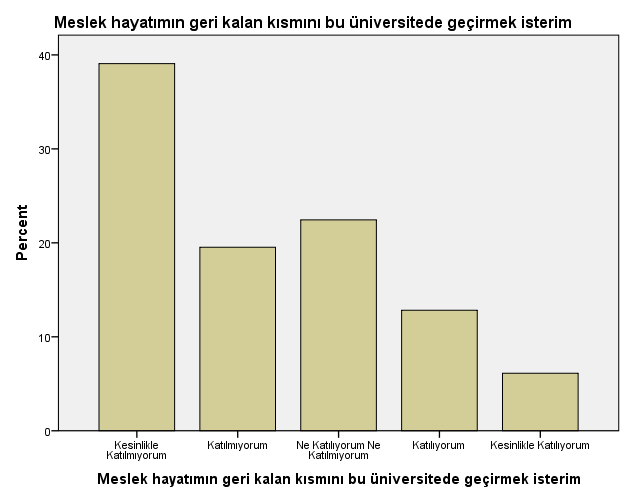 Meslek hayatımın geri kalan kısmını bu üniversitede geçirmek isterim
40
30
20
10
0
Percent
Kesinlikle
Katılmıyorum
Katılmıyorum
Ne Katılıyorum Ne
Katılmıyorum
Katılıyorum
Kesinlikle Katılıyorum
Meslek hayatımın geri kalan kısmını bu üniversitede geçirmek isterim